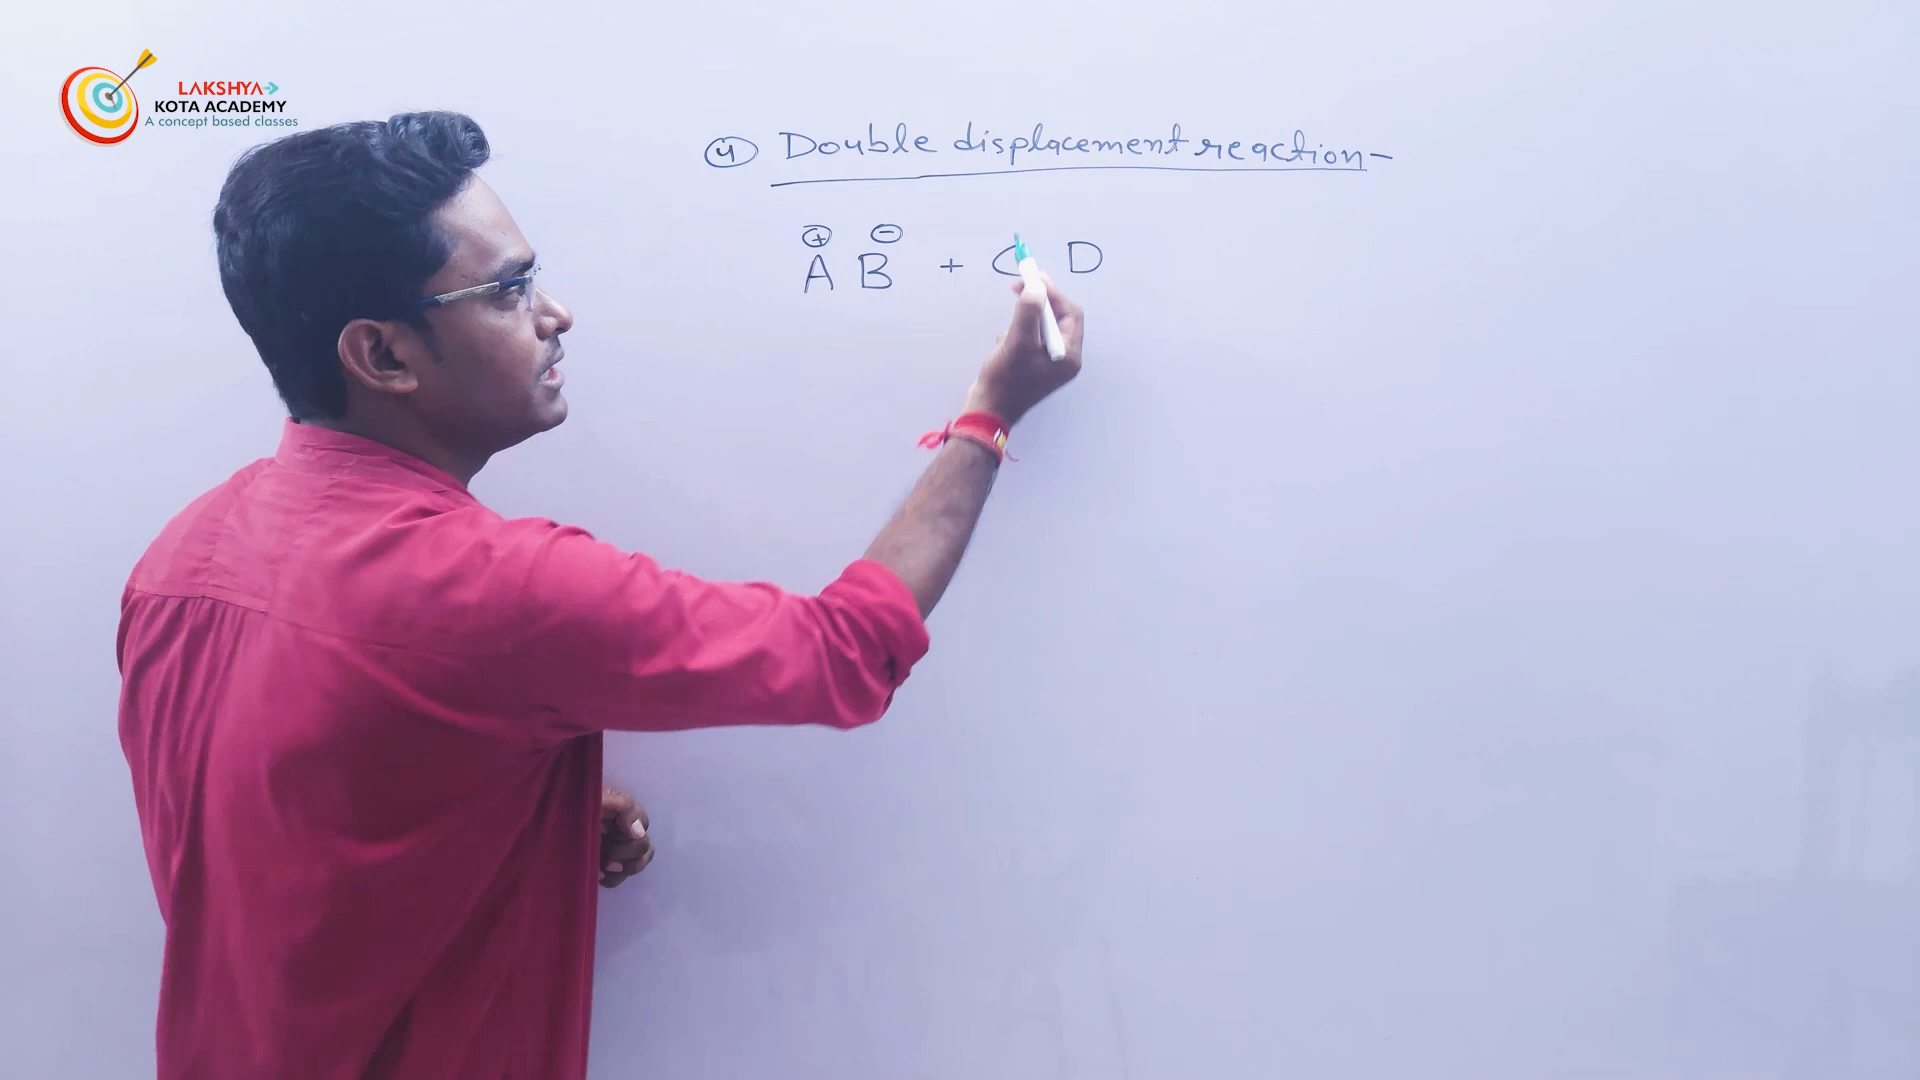 LAKSHYA
KOTA ACADEMY
A concept based classes
4 Double displacement reaction-
+ -
A B + C D